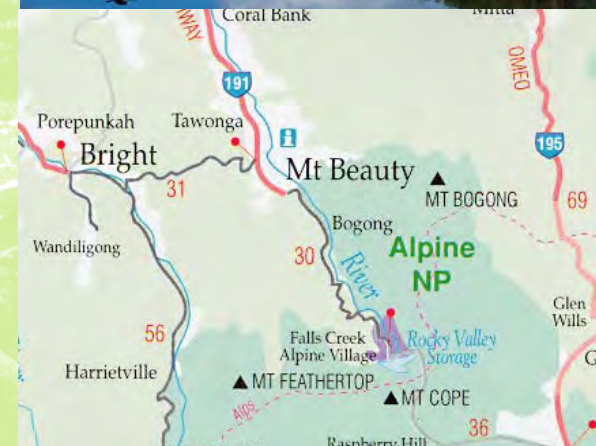 Coral Bank
Mitta
WAY
OMEO
191
Porepunkah
Tawonga
i
195
Bright
Mt Beauty
31
MT BOGONG
69
Bogong
Wandiligong
30
River
Alpine
NP
56
Glen
Wills
Falls Creek
Alpine Village
Rocky Valley
Storage
Harrietville
MT FEATHERTOP
MT COPE
Alps
36
Raspberry Hill
G